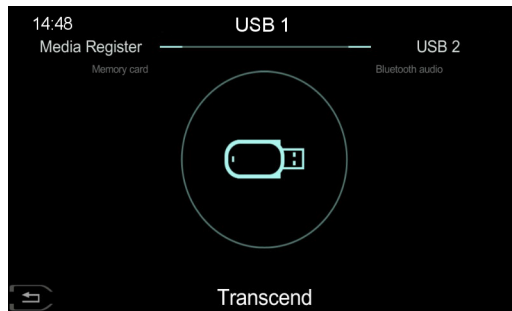 14:48
USB 1
Media Register
USB 2
Memory card
Bluetooth audio
Transcend